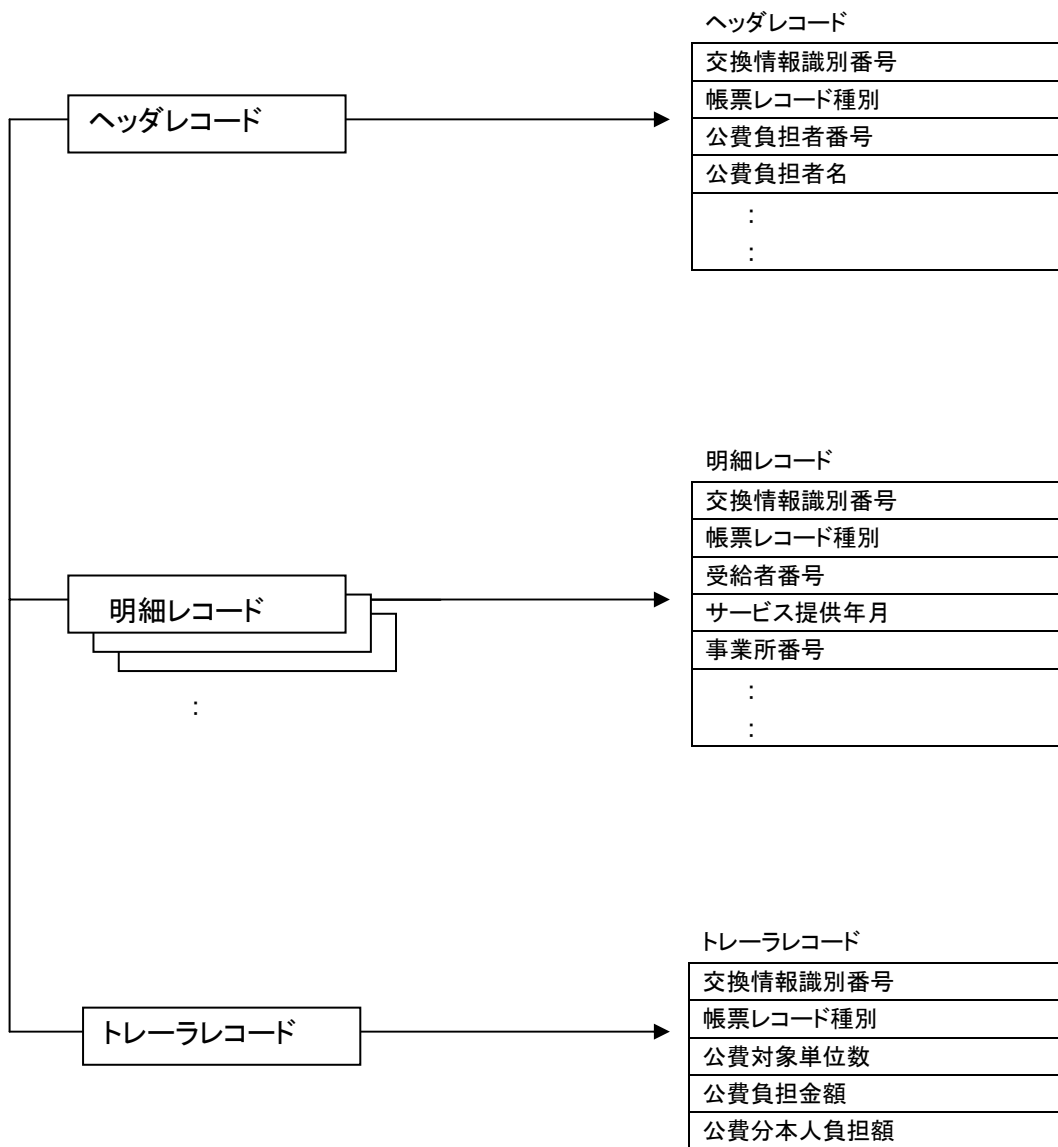 ヘッダレコード
ヘッダレコード
交換情報識別番号
帳票レコード種別
公費負担者番号
公費負担者名
:
:
明細レコード
:
明細レコード
交換情報識別番号
帳票レコード種別
受給者番号
サービス提供年月
事業所番号
:
:
トレーラレコード
トレーラレコード
交換情報識別番号
帳票レコード種別
公費対象単位数
公費負担金額
公費分本人負担額